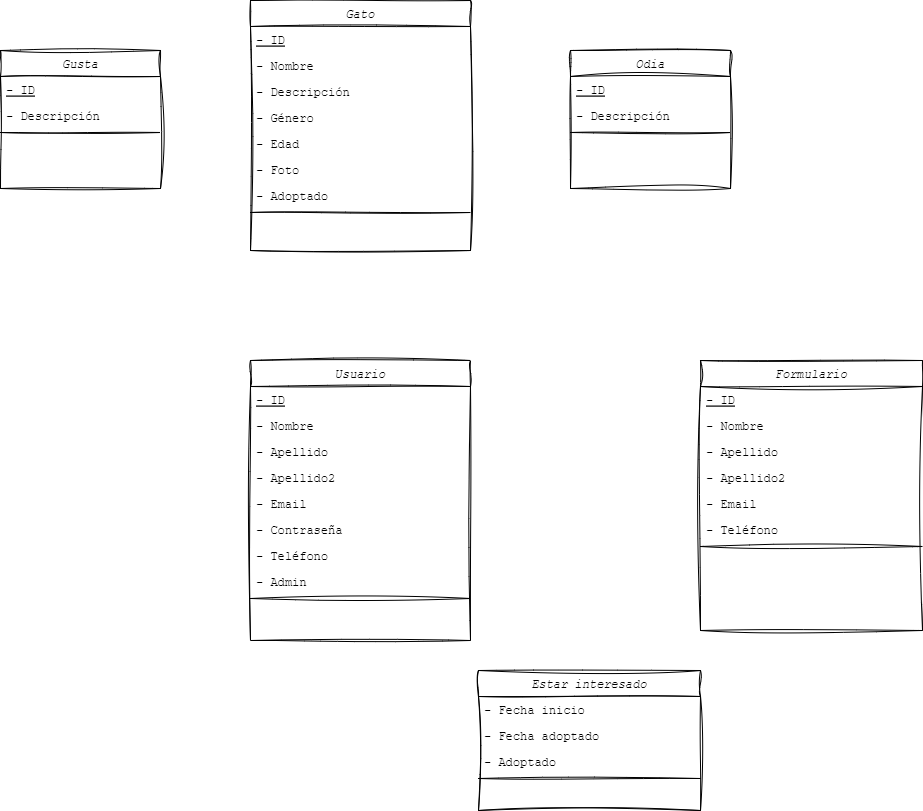 Gusta
- ID
- Descripción
Gato
- ID
- Nombre
- Descripción
- Género
- Edad
- Foto
- Adoptado
Odia
- ID
- Descripción
Usuario
- ID
- Nombre
- Apellido
- Apellido2
- Email
- Contraseña
- Teléfono
- Admin
Formulario
- ID
- Nombre
- Apellido
- Apellido2
- Email
- Teléfono
Estar interesado
- Fecha inicio
- Fecha adoptado
- Adoptado